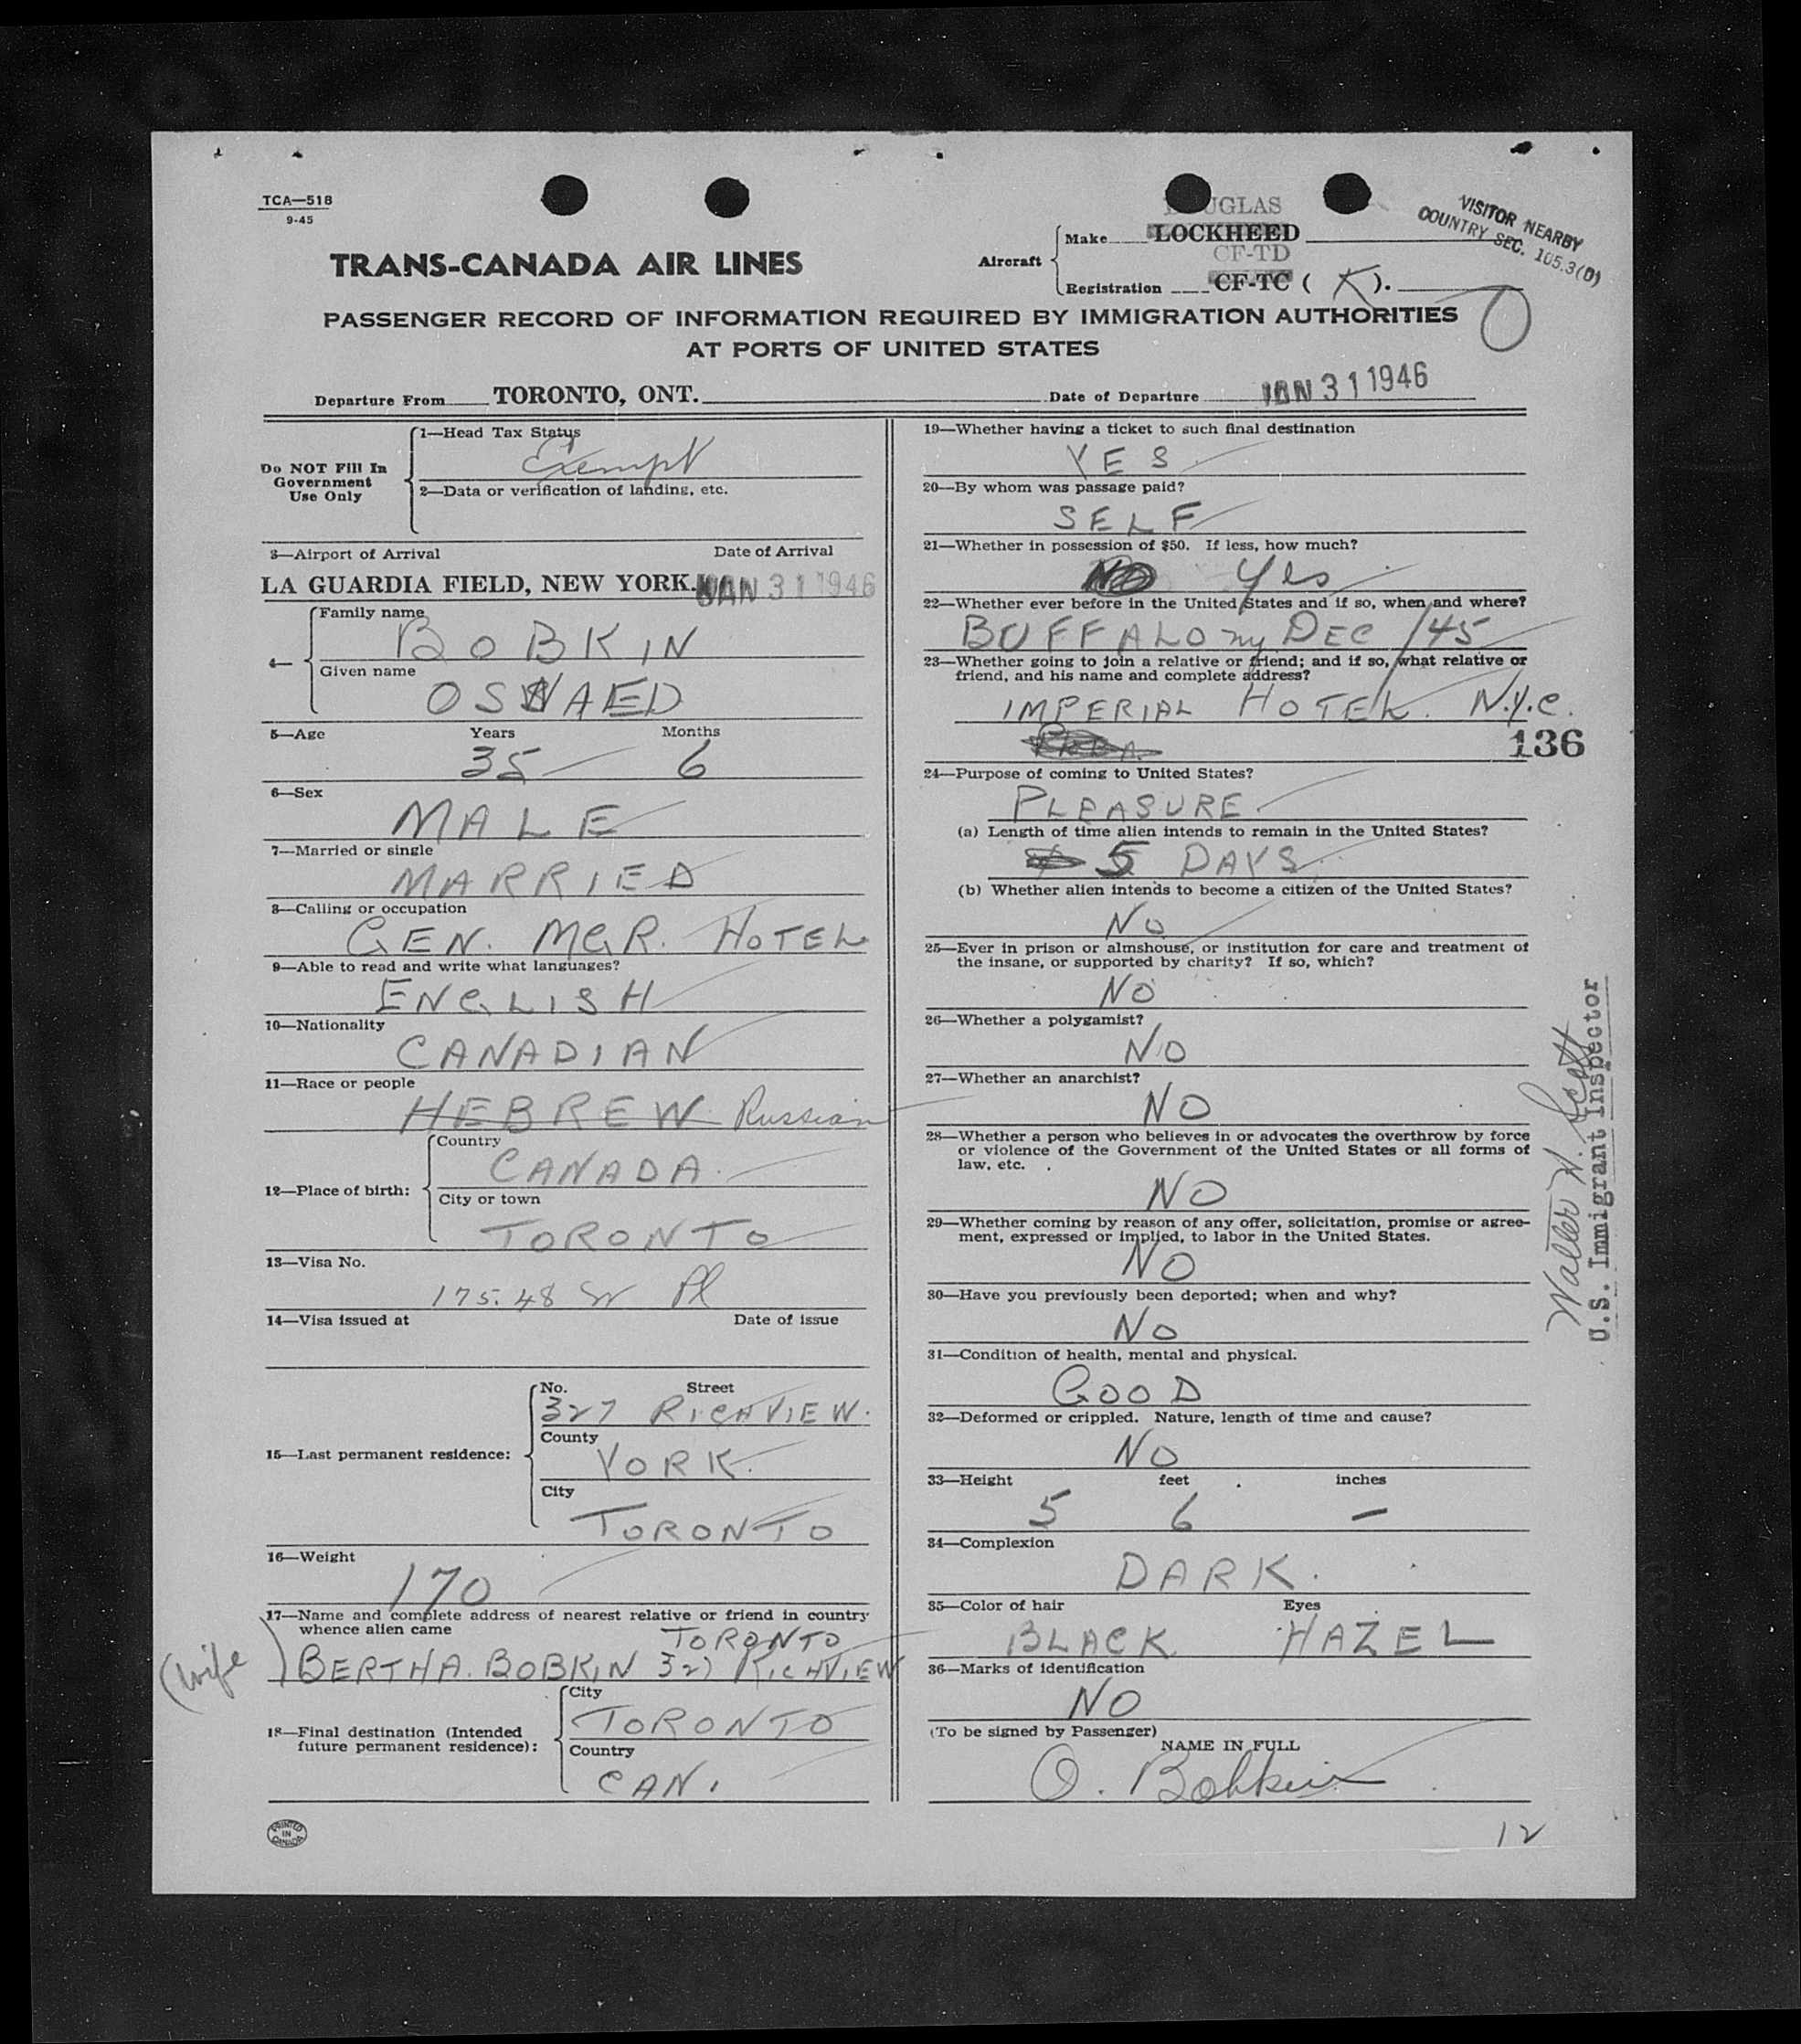 TCA—518
9-45
DOUGLAS
VISITOR NEARBY
COUNTRY SEC. 105.3(D)
TRANS-CANADA AIR LINES
Aircraft
Make LOCKHEED
CF-TD
Registration CF-TC ( K ).
PASSENGER RECORD OF INFORMATION REQUIRED BY IMMIGRATION AUTHORITIES
AT PORTS OF UNITED STATES
Departure From TORONTO, ONT. Date of Departure JAN 31 1946
Do NOT Fill In
Government
Use Only
1—Head Tax Status
Exempt
2—Data or verification of landing, etc.
3—Airport of Arrival Date of Arrival
LA GUARDIA FIELD, NEW YORK. JAN 31 1946
4—
Family name
BOBKIN
Given name
OSWAED
5—Age Years Months
35 6
6—Sex
MALE
7—Married or single
MARRIED
8—Calling or occupation
GEN. MGR. HOTEL
9—Able to read and write what languages?
ENGLISH
10—Nationality
CANADIAN
11—Race or people
HEBREW Russian
12—Place of birth:
Country
CANADA
City or town
TORONTO
13—Visa No.
175.48
14—Visa issued at Date of issue
15—Last permanent residence:
No. Street
327 RICHVIEW.
County
YORK
City
TORONTO
16—Weight
170
17—Name and complete address of nearest relative or friend in country
whence alien came
TORONTO
(wife) BERTHA. BOBKIN 327 RICHVIEW
18—Final destination (Intended
future permanent residence):
City
TORONTO
Country
CAN.
PRINTED
IN
CANADA
19—Whether having a ticket to such final destination
YES
20—By whom was passage paid?
SELF
21—Whether in possession of $50. If less, how much?
NO Yes
22—Whether ever before in the United States and if so, when and where?
BUFFALO NY DEC /45
23—Whether going to join a relative or friend; and if so, what relative or
friend, and his name and complete address?
IMPERIAL HOTEL. N.Y.C.
136
24—Purpose of coming to United States?
PLEASURE
(a) Length of time alien intends to remain in the United States?
5 DAYS
(b) Whether alien intends to become a citizen of the United States?
NO
25—Ever in prison or almshouse, or institution for care and treatment of
the insane, or supported by charity? If so, which?
NO
26—Whether a polygamist?
NO
27—Whether an anarchist?
NO
28—Whether a person who believes in or advocates the overthrow by force
or violence of the Government of the United States or all forms of
law, etc.
NO
29—Whether coming by reason of any offer, solicitation, promise or agree-
ment, expressed or implied, to labor in the United States.
NO
30—Have you previously been deported; when and why?
NO
31—Condition of health, mental and physical.
GOOD
32—Deformed or crippled. Nature, length of time and cause?
NO
33—Height feet inches
5 6 —
34—Complexion
DARK.
35—Color of hair Eyes
BLACK HAZEL
36—Marks of identification
NO
(To be signed by Passenger)
NAME IN FULL
O. Bobkin
12
Walter W. Scott
U.S. Immigrant Inspector